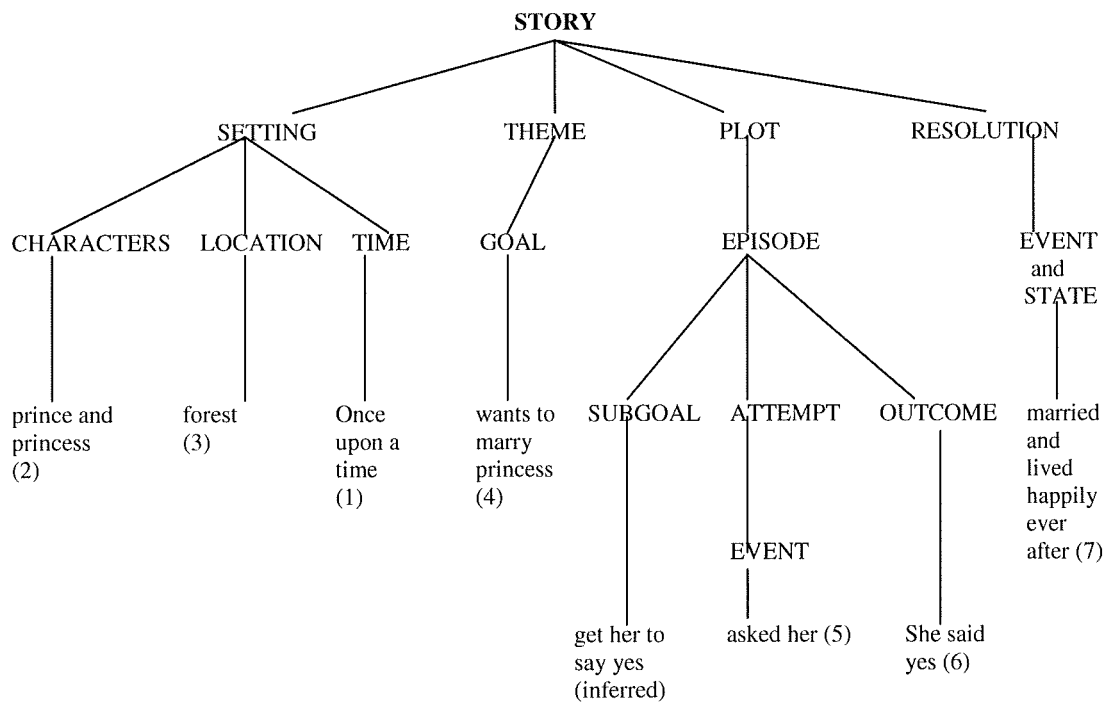 STORY
SETTING THEME PLOT RESOLUTION
CHARACTERS LOCATION TIME GOAL EPISODE EVENT
and
STATE
prince and
princess
(2)
forest
(3)
Once
upon a
time
(1)
wants to
marry
princess
(4)
SUBGOAL ATTEMPT OUTCOME
married
and
lived
happily
ever
after (7)
EVENT
get her to
say yes
(inferred)
asked her (5)
She said
yes (6)